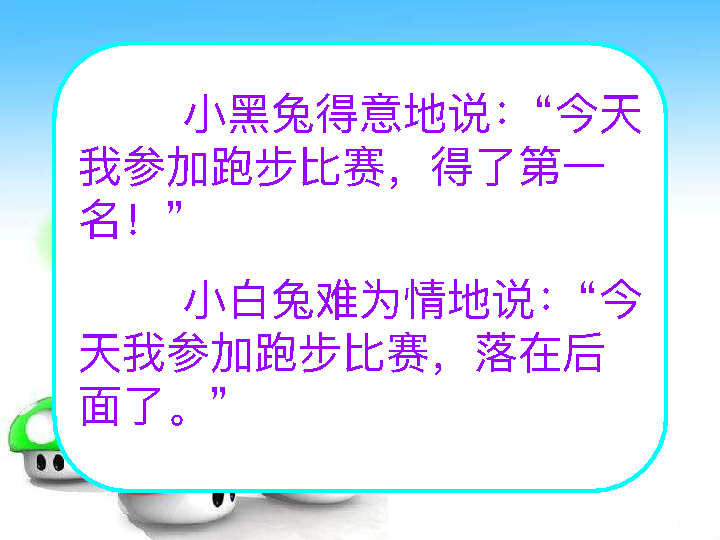 小黑兔得意地说：“今天
我参加跑步比赛，得了第一
名！”
小白兔难为情地说：“今
天我参加跑步比赛，落在后
面了。”